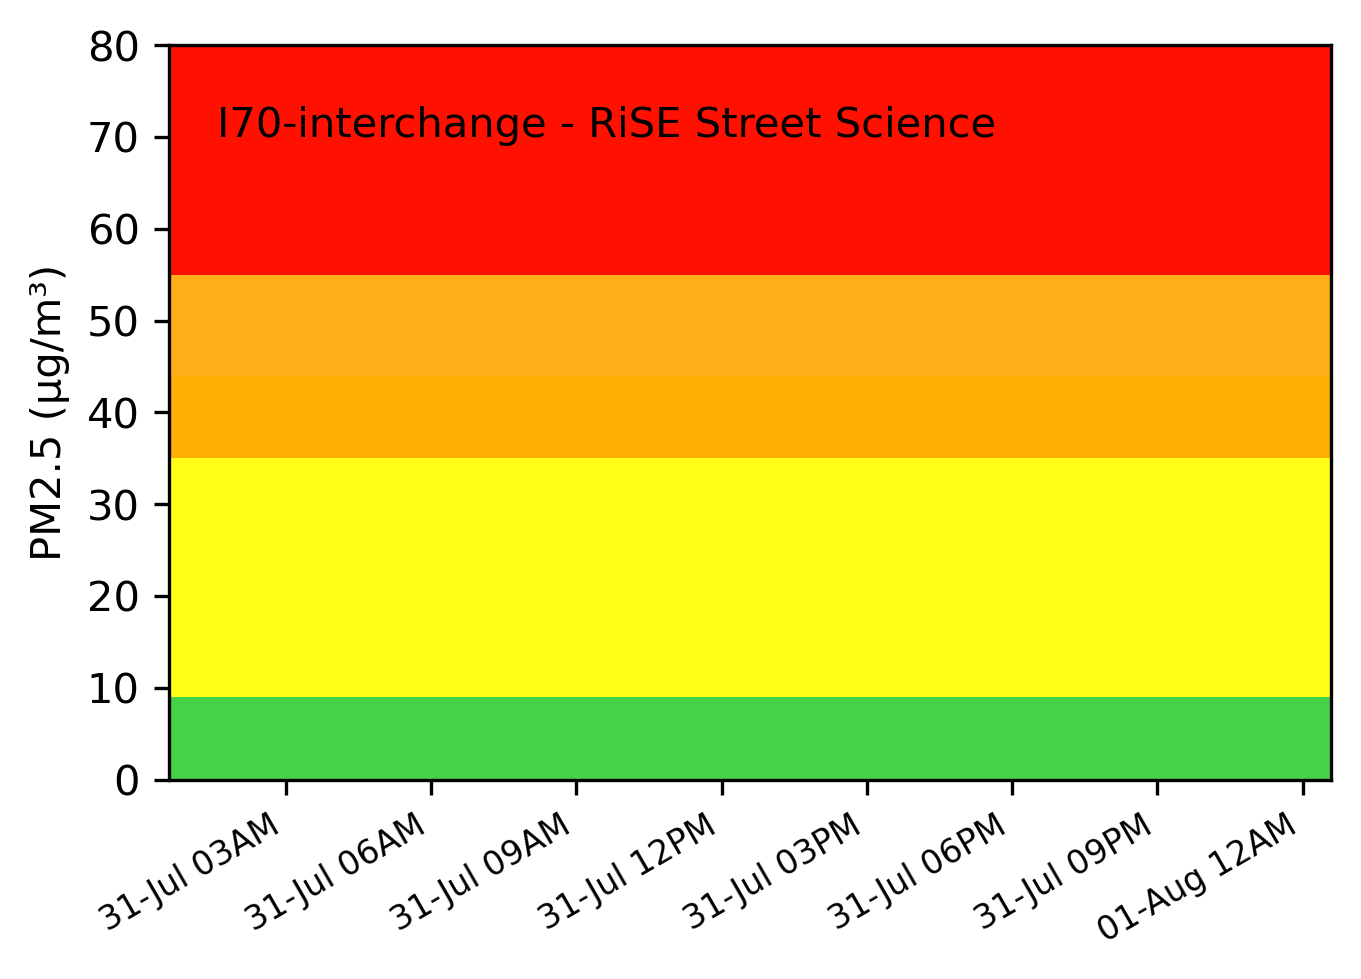 80
I70-interchange - RiSE Street Science
70
60
50
40
30
20
10
0
PM2.5 (µg/m³)
31-Jul 03AM
31-Jul 06AM
31-Jul 09AM
31-Jul 12PM
31-Jul 03PM
31-Jul 06PM
31-Jul 09PM
01-Aug 12AM